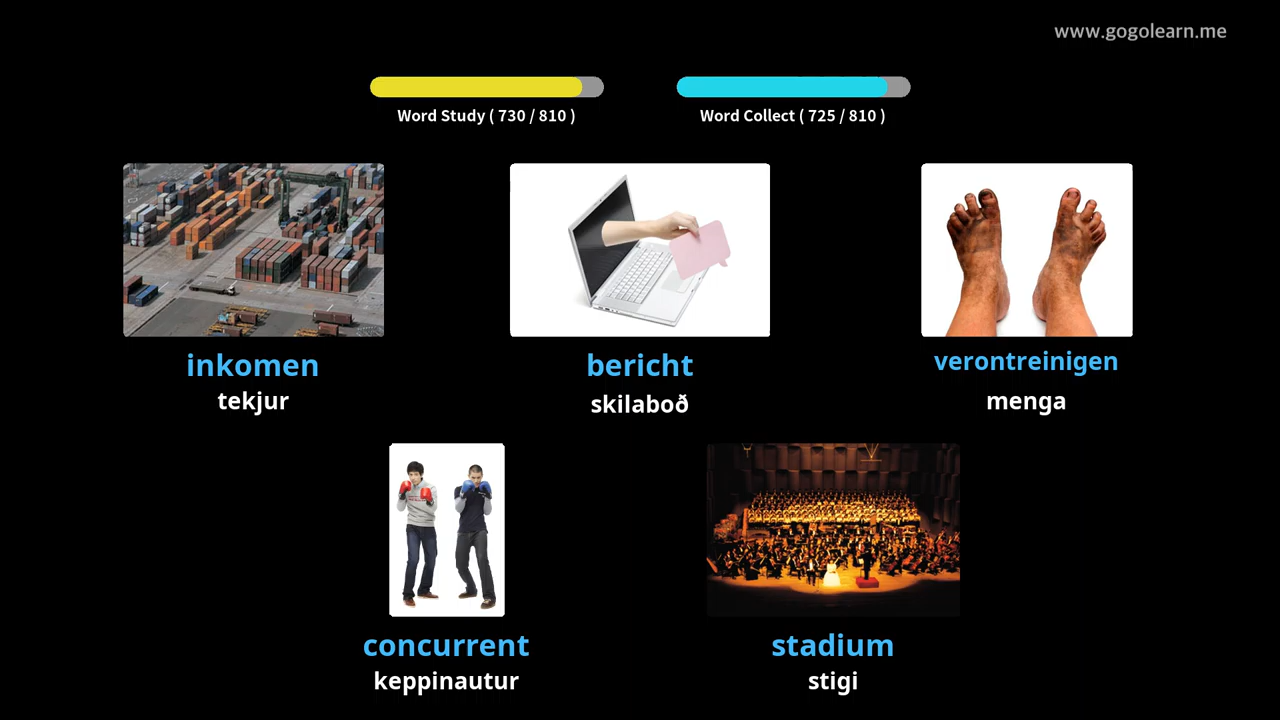 www.gogolearn.me
Word Study ( 730 / 810 )
Word Collect ( 725 / 810 )
inkomen
tekjur
bericht
skilaboð
verontreinigen
menga
concurrent
keppinautur
stadium
stigi